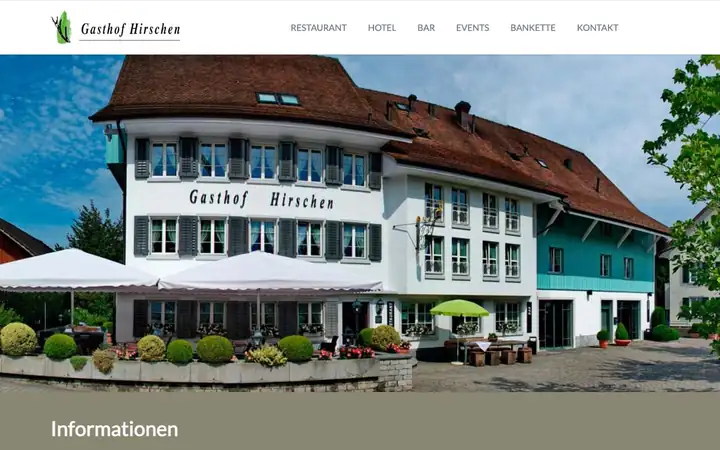 Gasthof Hirschen
RESTAURANT HOTEL BAR EVENTS BANKETTE KONTAKT
Gasthof Hirschen
Informationen